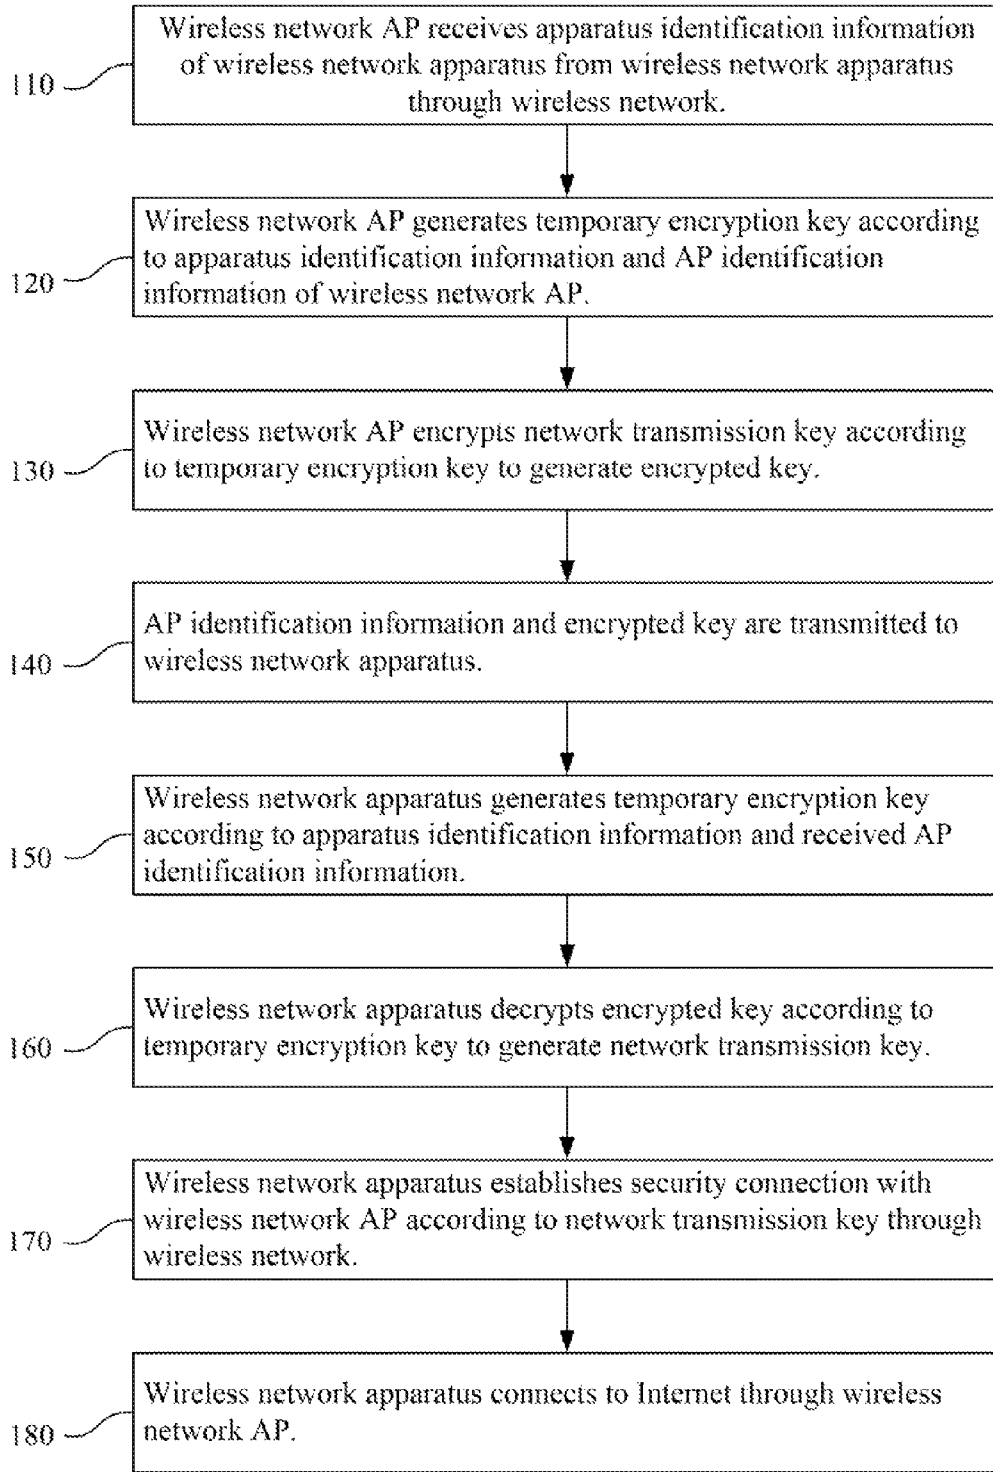 Wireless network AP receives apparatus identification information
of wireless network apparatus from wireless network apparatus
through wireless network.
110
Wireless network AP generates temporary encryption key according
to apparatus identification information and AP identification
information of wireless network AP.
120
Wireless network AP encrypts network transmission key according
to temporary encryption key to generate encrypted key.
130
AP identification information and encrypted key are transmitted to
wireless network apparatus.
140
Wireless network apparatus generates temporary encryption key
according to apparatus identification information and received AP
identification information.
150
Wireless network apparatus decrypts encrypted key according to
temporary encryption key to generate network transmission key.
160
Wireless network apparatus establishes security connection with
wireless network AP according to network transmission key through
wireless network.
170
Wireless network apparatus connects to Internet through wireless
network AP.
180